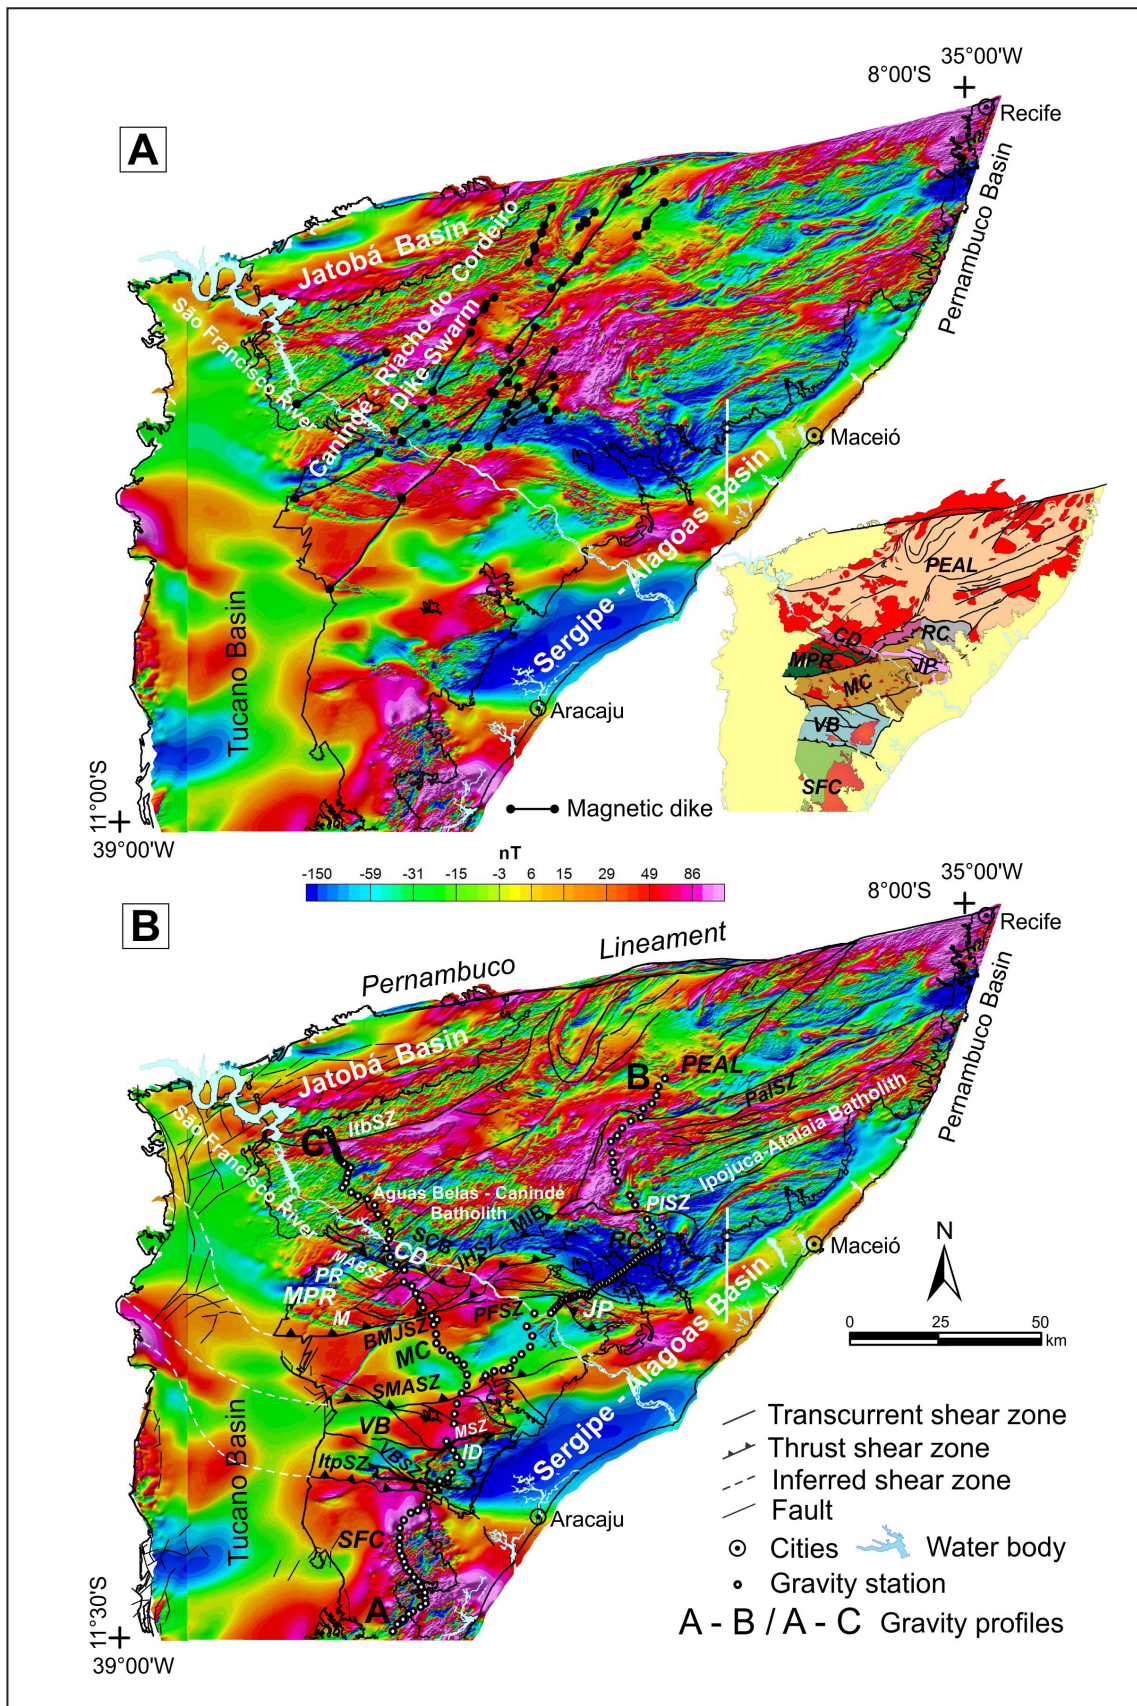 35°00'W
8°00'S
Recife
A
Pernambuco Basin
Jatobá Basin
Canindé - Riacho do Cordeiro
Dike Swarm
São Francisco River
Maceió
Sergipe - Alagoas Basin
Tucano Basin
Aracaju
PEAL
CD
RC
MPR
JP
MC
VB
SFC
11°00'S
39°00'W
Magnetic dike
nT
-150 -59 -31 -15 -3 6 15 29 49 86
35°00'W
8°00'S
Recife
B
Pernambuco Lineament
Pernambuco Basin
Jatobá Basin
B
PEAL
PalSZ
ItbSZ
C
São Francisco River
Ipojuca-Atalaia Batholith
Águas Belas - Canindé
Batholith
PISZ
MIB
SCB
JHSZ
RC
CD
MABSZ
PR
MPR
M
PFSZ
JP
BMJSZ
MC
Maceió
N
0 25 50
km
SMASZ
Sergipe - Alagoas Basin
VB
MSZ
ID
VBSZ
ItpSZ
Tucano Basin
Aracaju
SFC
A
11°30'S
39°00'W
Transcurrent shear zone
Thrust shear zone
Inferred shear zone
Fault
Cities
Water body
Gravity station
A - B / A - C Gravity profiles